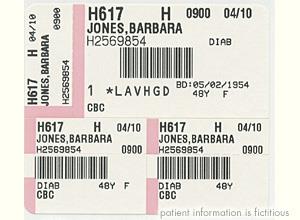 04/10 0900
H617 H
JONES, BARBARA
H2569854
H617 H 0900 04/10
JONES,BARBARA
H2569854 DIAB
BD:05/02/1954
1 *LAVHGD 48Y F
CBC
H617 H 04/10
JONES,BARBARA
H2569854 0900
DIAB 48Y F
CBC
H617 H 04/10
JONES,BARBARA
H2569854 0900
DIAB 48Y F
CBC
patient information is fictitious